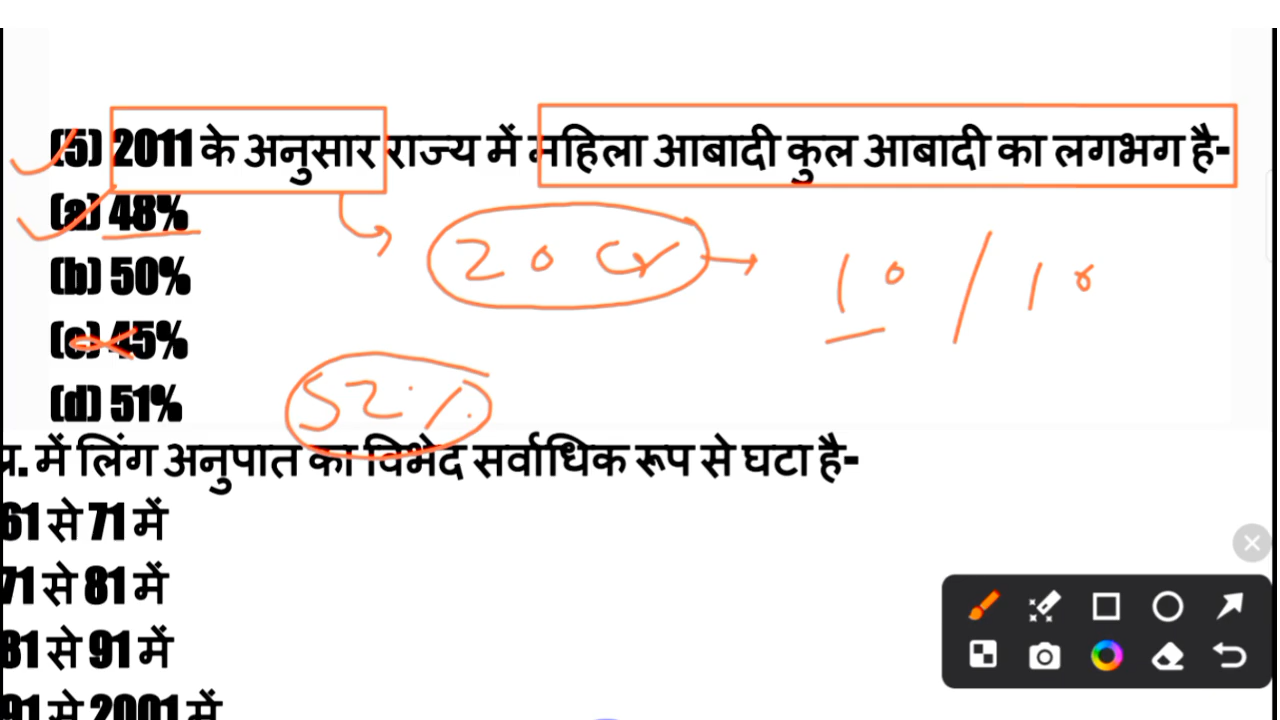 (5) 2011 के अनुसार राज्य में महिला आबादी कुल आबादी का लगभग है-
(a) 48%
20 Cr → 10 / 10
(b) 50%
(c) 45%
(d) 51%
52%
प्र. में लिंग अनुपात का विभेद सर्वाधिक रूप से घटा है-
61 से 71 में
71 से 81 में
81 से 91 में
91 से 2001 में